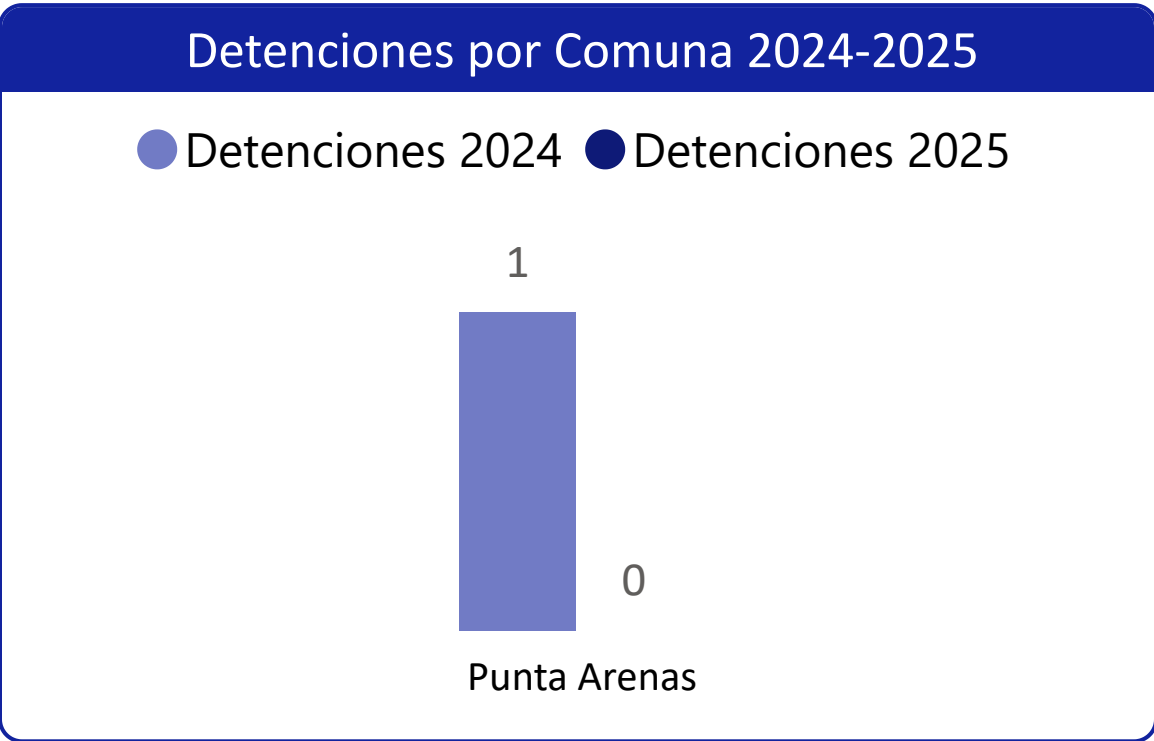 Detenciones por Comuna 2024-2025
Detenciones 2024 Detenciones 2025
1
0
Punta Arenas